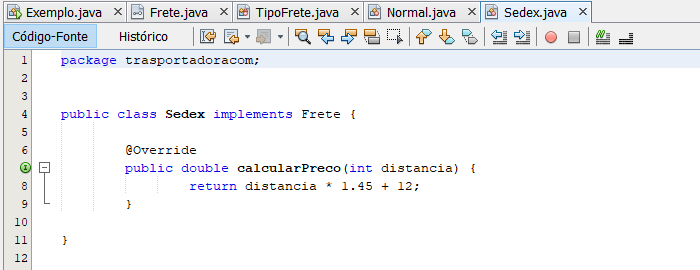 Exemplo.java Frete.java TipoFrete.java Normal.java Sedex.java
Código-Fonte Histórico
1 package trasportadoracom;
2
3
4 public class Sedex implements Frete {
5
6 @Override
7 public double calcularPreco(int distancia) {
8 return distancia * 1.45 + 12;
9 }
10
11 }
12